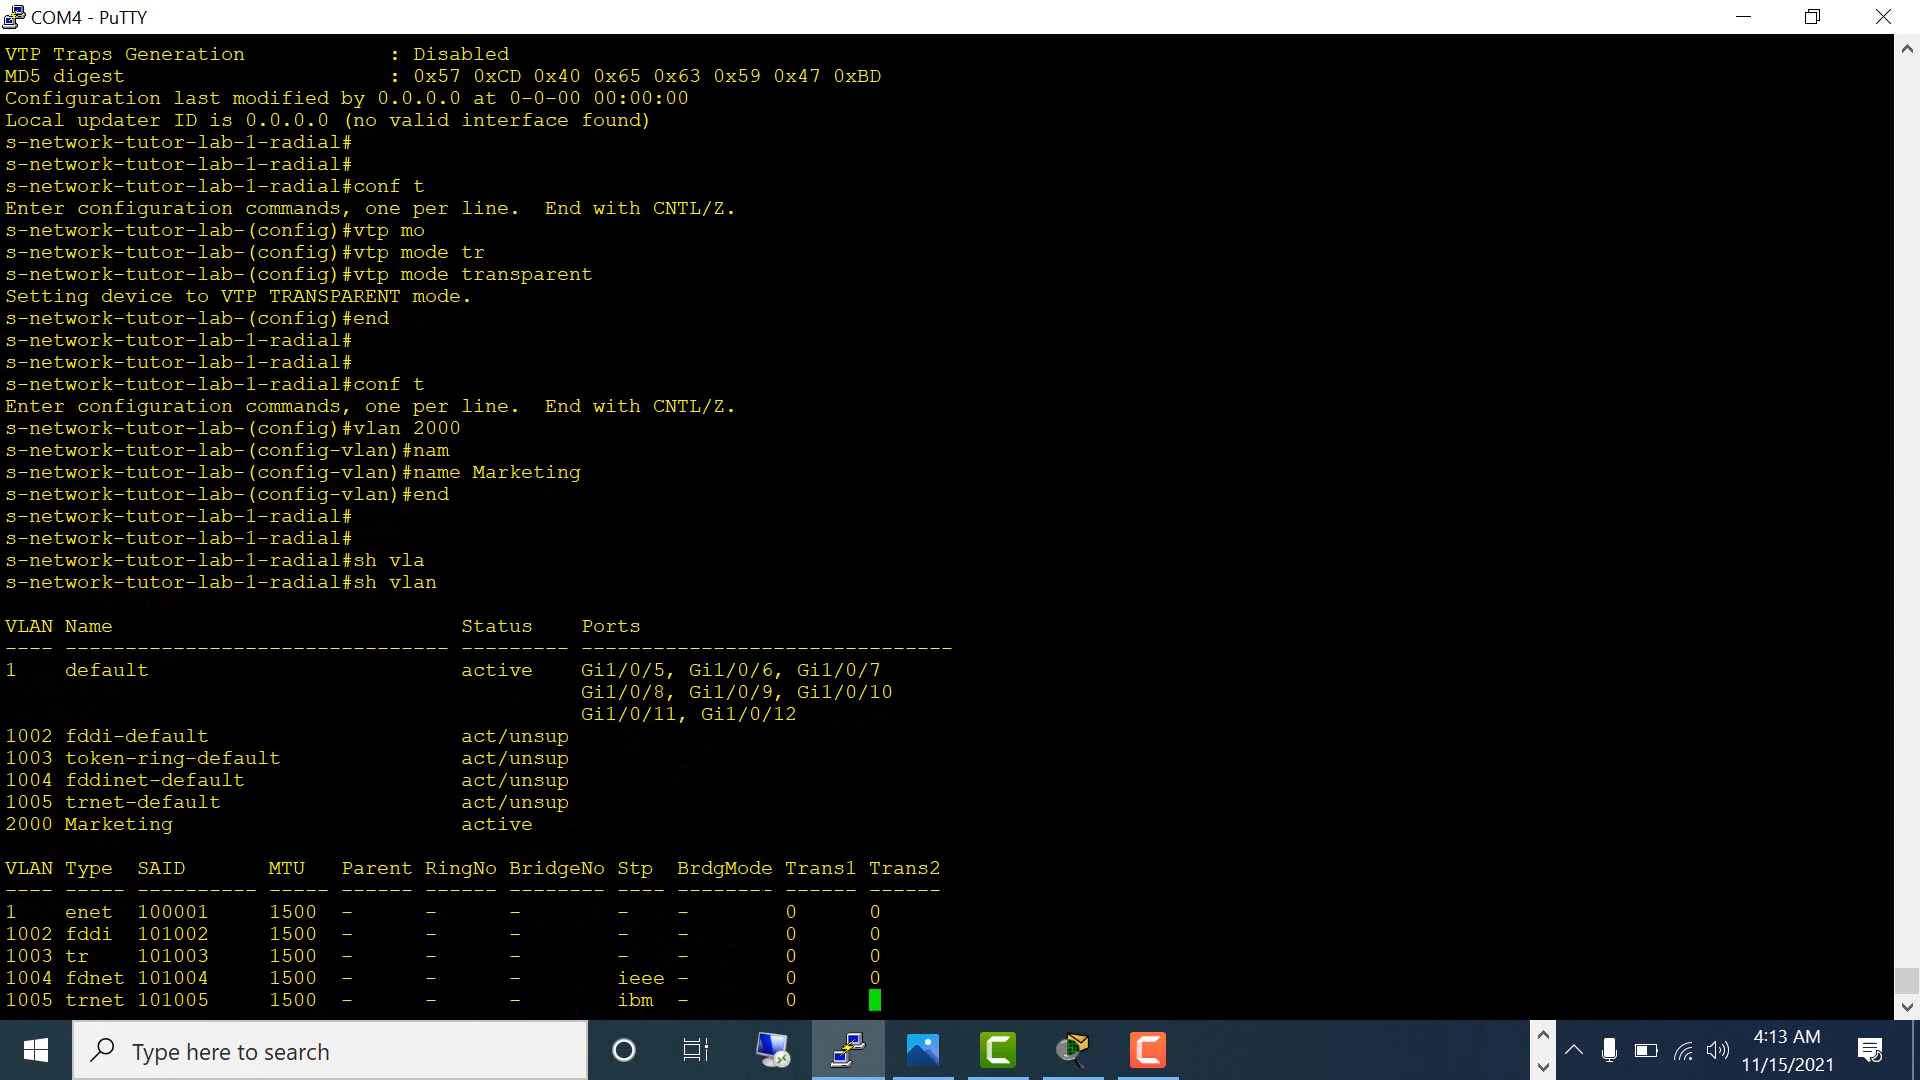 COM4 - PuTTY
VTP Traps Generation            : Disabled
MD5 digest                      : 0x57 0xCD 0x40 0x65 0x63 0x59 0x47 0xBD
Configuration last modified by 0.0.0.0 at 0-0-00 00:00:00
Local updater ID is 0.0.0.0 (no valid interface found)
s-network-tutor-lab-1-radial#
s-network-tutor-lab-1-radial#
s-network-tutor-lab-1-radial#conf t
Enter configuration commands, one per line.  End with CNTL/Z.
s-network-tutor-lab-(config)#vtp mo
s-network-tutor-lab-(config)#vtp mode tr
s-network-tutor-lab-(config)#vtp mode transparent
Setting device to VTP TRANSPARENT mode.
s-network-tutor-lab-(config)#end
s-network-tutor-lab-1-radial#
s-network-tutor-lab-1-radial#
s-network-tutor-lab-1-radial#conf t
Enter configuration commands, one per line.  End with CNTL/Z.
s-network-tutor-lab-(config)#vlan 2000
s-network-tutor-lab-(config-vlan)#nam
s-network-tutor-lab-(config-vlan)#name Marketing
s-network-tutor-lab-(config-vlan)#end
s-network-tutor-lab-1-radial#
s-network-tutor-lab-1-radial#
s-network-tutor-lab-1-radial#sh vla
s-network-tutor-lab-1-radial#sh vlan
VLAN Name                             Status    Ports
---- -------------------------------- --------- -------------------------------
1    default                          active    Gi1/0/5, Gi1/0/6, Gi1/0/7
                                                Gi1/0/8, Gi1/0/9, Gi1/0/10
                                                Gi1/0/11, Gi1/0/12
1002 fddi-default                     act/unsup
1003 token-ring-default               act/unsup
1004 fddinet-default                  act/unsup
1005 trnet-default                    act/unsup
2000 Marketing                        active
VLAN Type  SAID       MTU   Parent RingNo BridgeNo Stp  BrdgMode Trans1 Trans2
---- ----- ---------- ----- ------ ------ -------- ---- -------- ------ ------
1    enet  100001     1500  -      -      -        -    -        0      0
1002 fddi  101002     1500  -      -      -        -    -        0      0
1003 tr    101003     1500  -      -      -        -    -        0      0
1004 fdnet 101004     1500  -      -      -        ieee -        0      0
1005 trnet 101005     1500  -      -      -        ibm  -        0
Type here to search
4:13 AM
11/15/2021